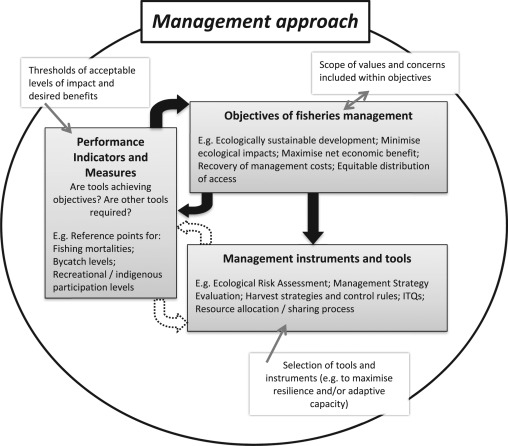 Management approach
Thresholds of acceptable
levels of impact and
desired benefits
Scope of values and concerns
included within objectives
Objectives of fisheries management
E.g. Ecologically sustainable development; Minimise
ecological impacts; Maximise net economic benefit;
Recovery of management costs; Equitable distribution
of access
Performance
Indicators and
Measures
Are tools achieving
objectives? Are other tools
required?
E.g. Reference points for:
Fishing mortalities;
Bycatch levels;
Recreational / indigenous
participation levels
Management instruments and tools
E.g. Ecological Risk Assessment; Management Strategy
Evaluation; Harvest strategies and control rules; ITQs;
Resource allocation / sharing process
Selection of tools and
instruments (e.g. to maximise
resilience and/or adaptive
capacity)